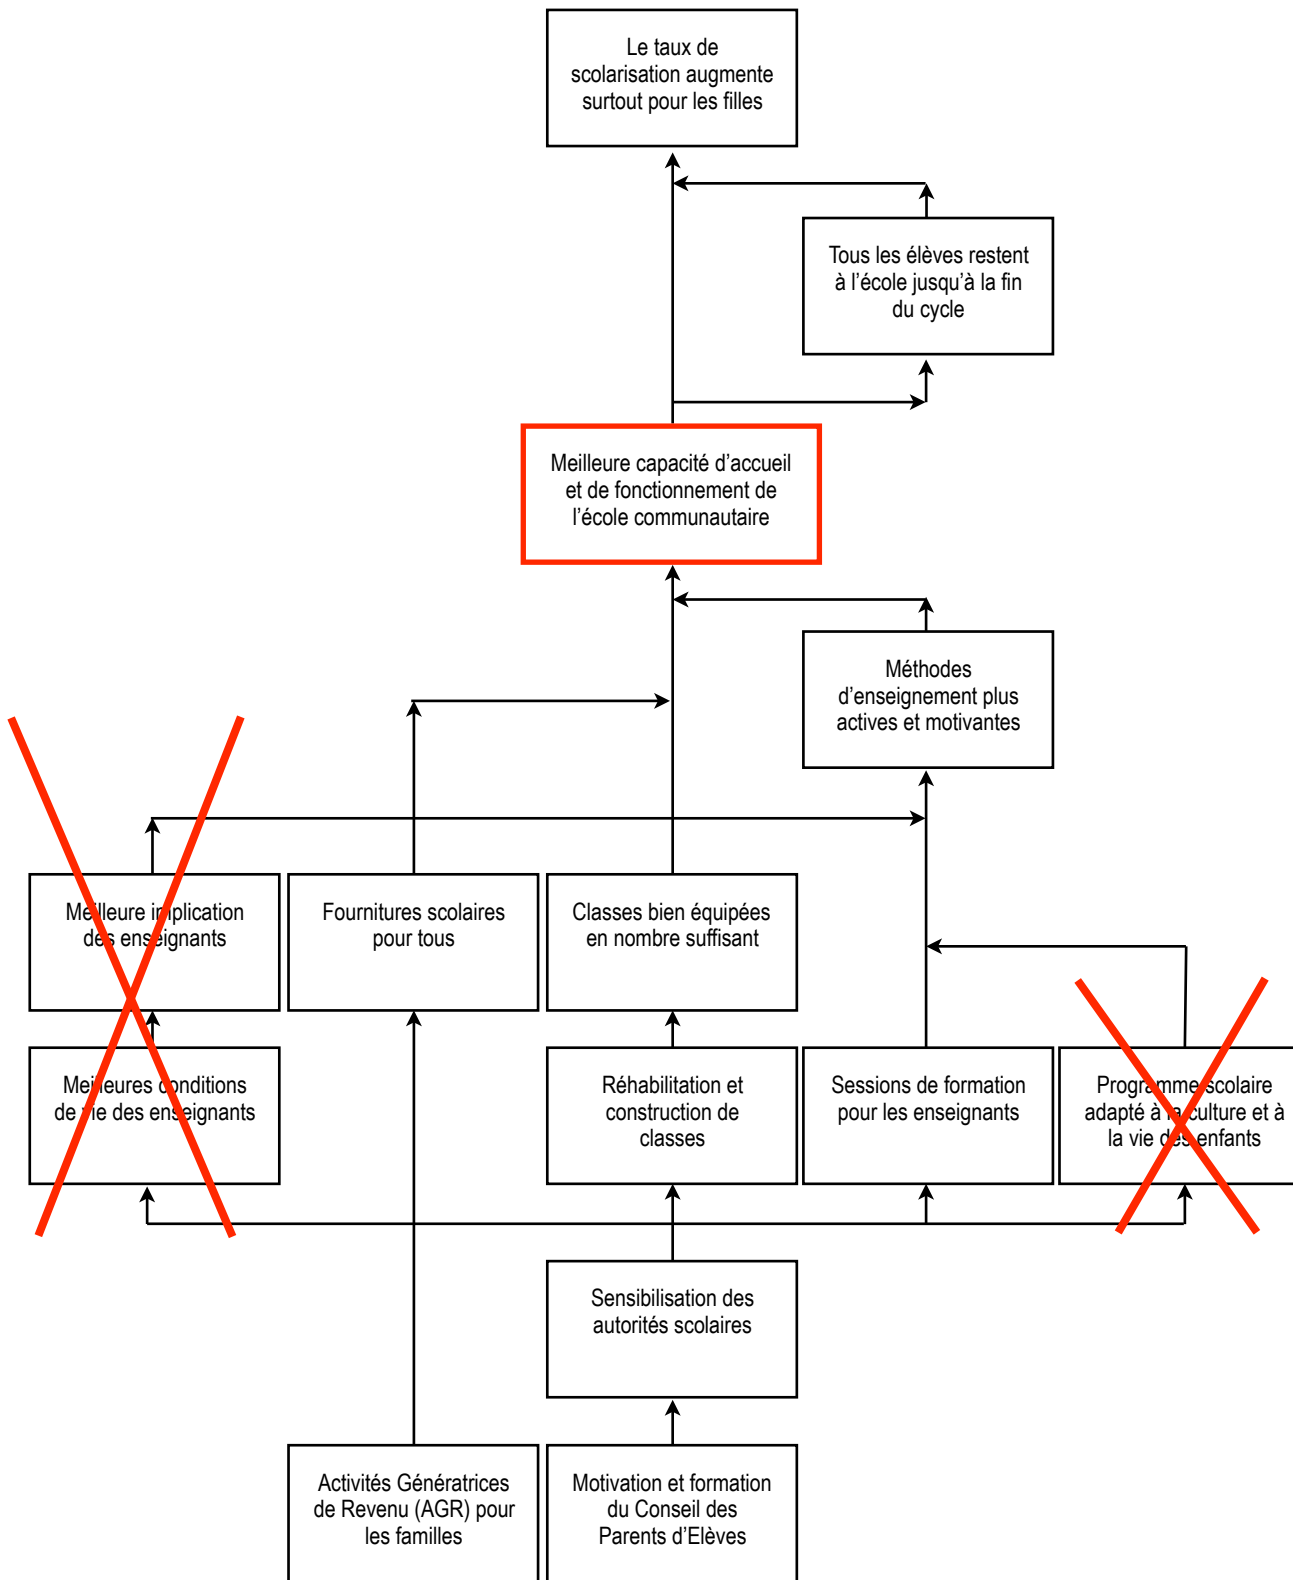 Le taux de
scolarisation augmente
surtout pour les filles
Tous les élèves restent
à l’école jusqu’à la fin
du cycle
Meilleure capacité d’accueil
et de fonctionnement de
l’école communautaire
Méthodes
d’enseignement plus
actives et motivantes
Meilleure implication
des enseignants
Fournitures scolaires
pour tous
Classes bien équipées
en nombre suffisant
Meilleures conditions
de vie des enseignants
Réhabilitation et
construction de
classes
Sessions de formation
pour les enseignants
Programme scolaire
adapté à la culture et à
la vie des enfants
Sensibilisation des
autorités scolaires
Activités Génératrices
de Revenu (AGR) pour
les familles
Motivation et formation
du Conseil des
Parents d’Elèves